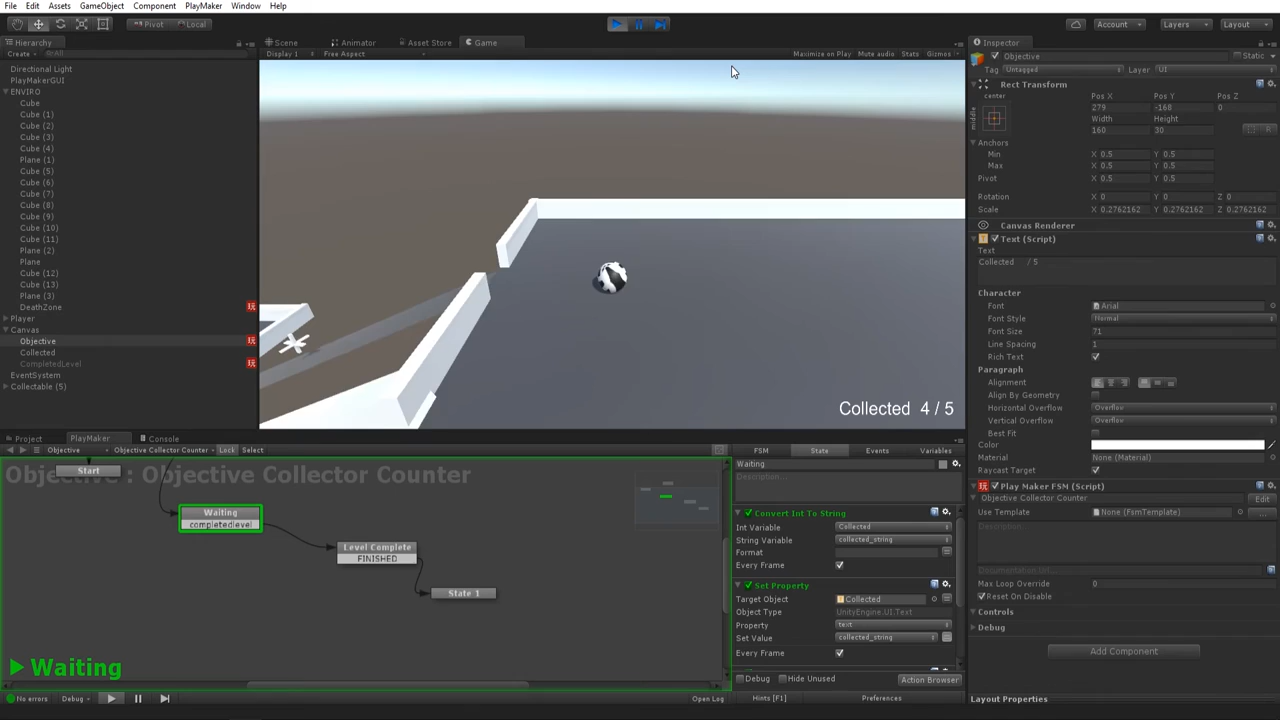 File Edit Assets GameObject Component PlayMaker Window Help
Pivot Local Account Layers Layout
Hierarchy Scene Animator Asset Store Game Inspector
Create All Display 1 Free Aspect Maximize on Play Mute audio Stats Gizmos
Directional Light
PlayMakerGUI
ENVIRO
Cube
Cube (1)
Cube (2)
Cube (3)
Cube (4)
Plane (1)
Cube (5)
Cube (6)
Cube (7)
Cube (8)
Cube (9)
Cube (10)
Cube (11)
Plane (2)
Plane
Cube (12)
Cube (13)
Plane (3)
DeathZone
Player
Canvas
Objective
Collected
CompletedLevel
EventSystem
Collectable (5)
Collected 4 / 5
Objective Static
Tag Untagged Layer UI
Rect Transform
center Pos X Pos Y Pos Z
middle 279 -168 0
Width Height
160 30 R
Anchors
Min X 0.5 Y 0.5
Max X 0.5 Y 0.5
Pivot X 0.5 Y 0.5
Rotation X 0 Y 0 Z 0
Scale X 0.2762162 Y 0.2762162 Z 0.2762162
Canvas Renderer
Text (Script)
Text
Collected / 5
Character
Font Arial
Font Style Normal
Font Size 71
Line Spacing 1
Rich Text
Paragraph
Alignment
Align By Geometry
Horizontal Overflow Overflow
Vertical Overflow Overflow
Best Fit
Color
Material None (Material)
Raycast Target
Play Maker FSM (Script)
Objective Collector Counter Edit
Use Template None (FsmTemplate) ...
Description...
Max Loop Override 0
Reset On Disable
Controls
Debug
Add Component
Layout Properties
Project PlayMaker Console
Objective Objective Collector Counter Lock Select
Objective : Objective Collector Counter
Start
Waiting
completedlevel
Level Complete
FINISHED
State 1
Waiting
No errors Debug Open Log
FSM State Events Variables
Waiting
Description...
Convert Int To String
Int Variable Collected
String Variable collected_string
Format
Every Frame
Set Property
Target Object Collected
Object Type UnityEngine.UI.Text
Property text
Set Value collected_string
Every Frame
Debug Hide Unused Action Browser
Hints [F1] Preferences